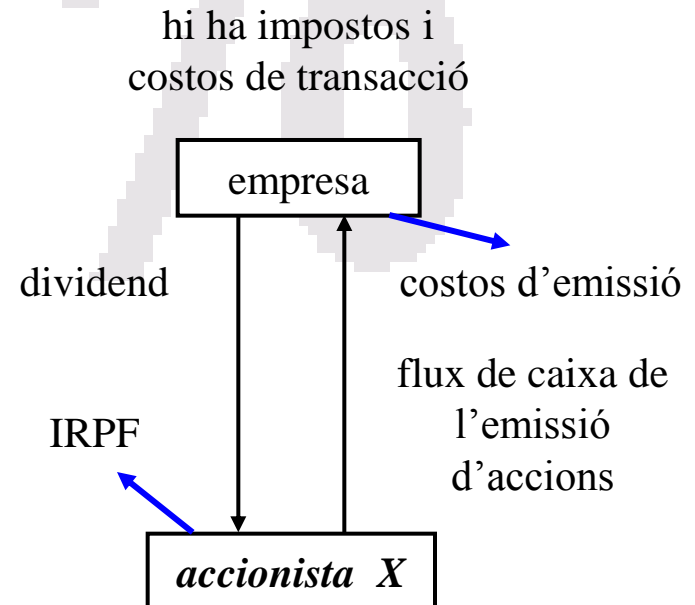 hi ha impostos i
costos de transacció
empresa
dividend
costos d’emissió
flux de caixa de
l’emissió
d’accions
IRPF
accionista X